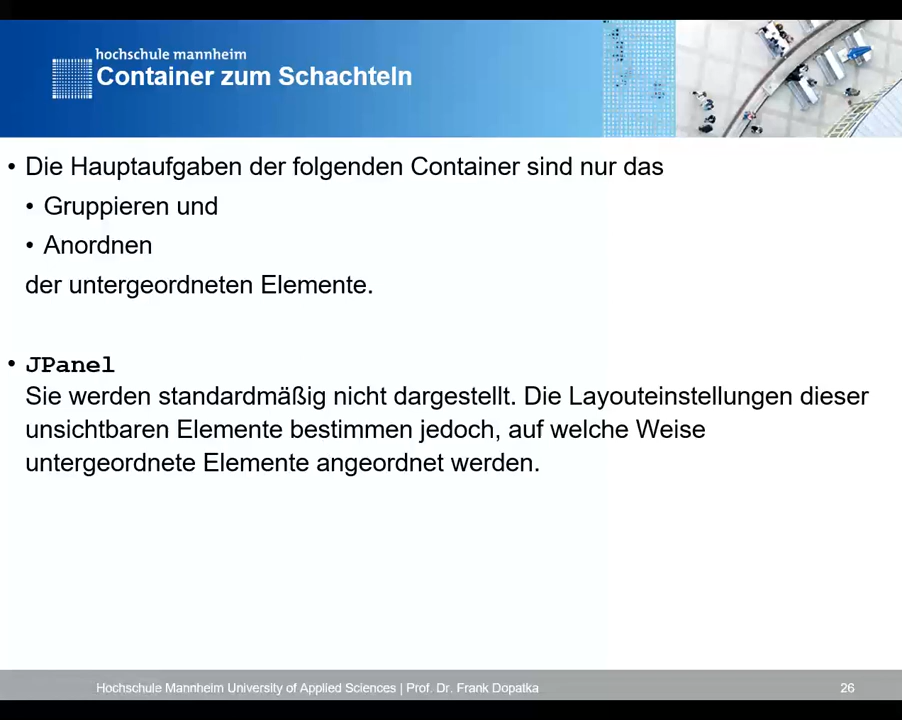 hochschule mannheim
Container zum Schachteln
• Die Hauptaufgaben der folgenden Container sind nur das
• Gruppieren und
• Anordnen
der untergeordneten Elemente.
• JPanel
Sie werden standardmäßig nicht dargestellt. Die Layouteinstellungen dieser
unsichtbaren Elemente bestimmen jedoch, auf welche Weise
untergeordnete Elemente angeordnet werden.
Hochschule Mannheim University of Applied Sciences | Prof. Dr. Frank Dopatka
26